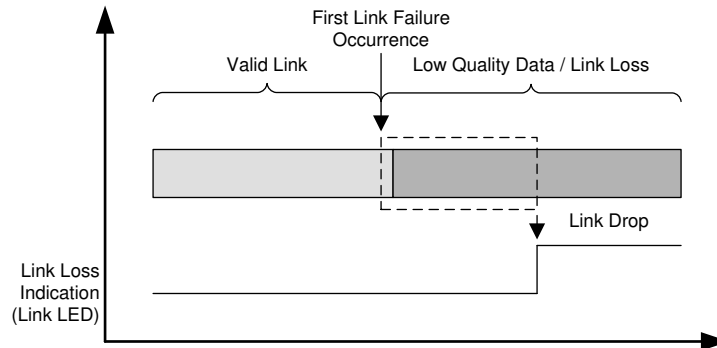 First Link Failure
Occurrence
Valid Link
Low Quality Data / Link Loss
Link Drop
Link Loss
Indication
(Link LED)